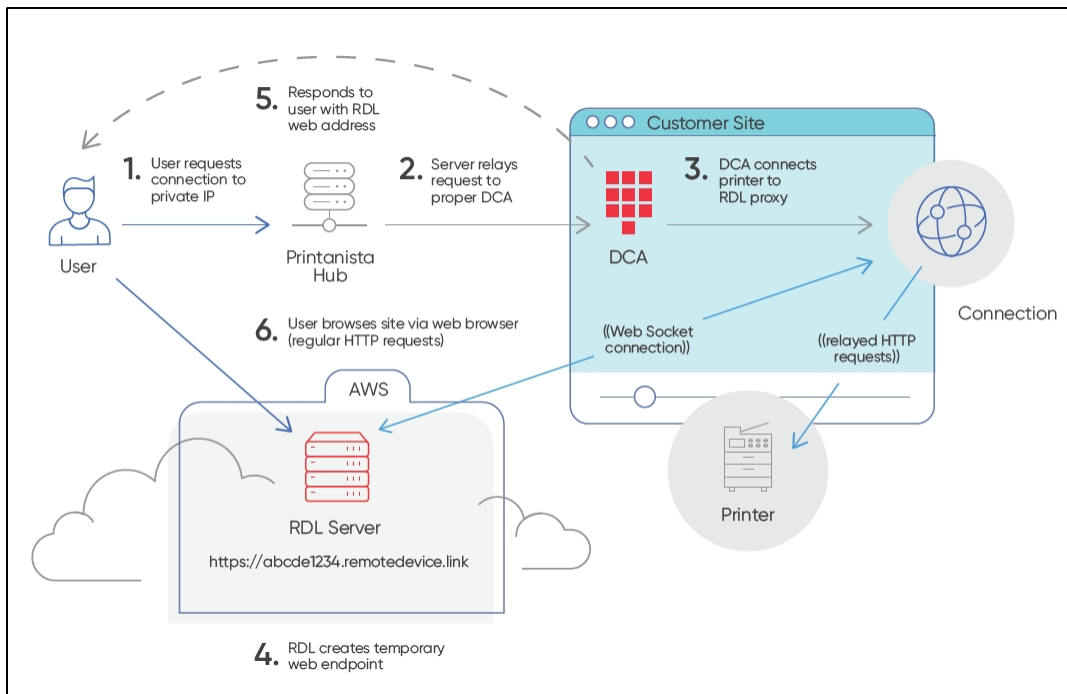 5. Responds to
user with RDL
web address
Customer Site
1. User requests
connection to
private IP
2. Server relays
request to
proper DCA
3. DCA connects
printer to
RDL proxy
User
Printanista
Hub
DCA
Connection
6. User browses site via web browser
(regular HTTP requests)
((Web Socket
connection))
((relayed HTTP
requests))
AWS
RDL Server
https://abcde1234.remotedevice.link
Printer
4. RDL creates temporary
web endpoint